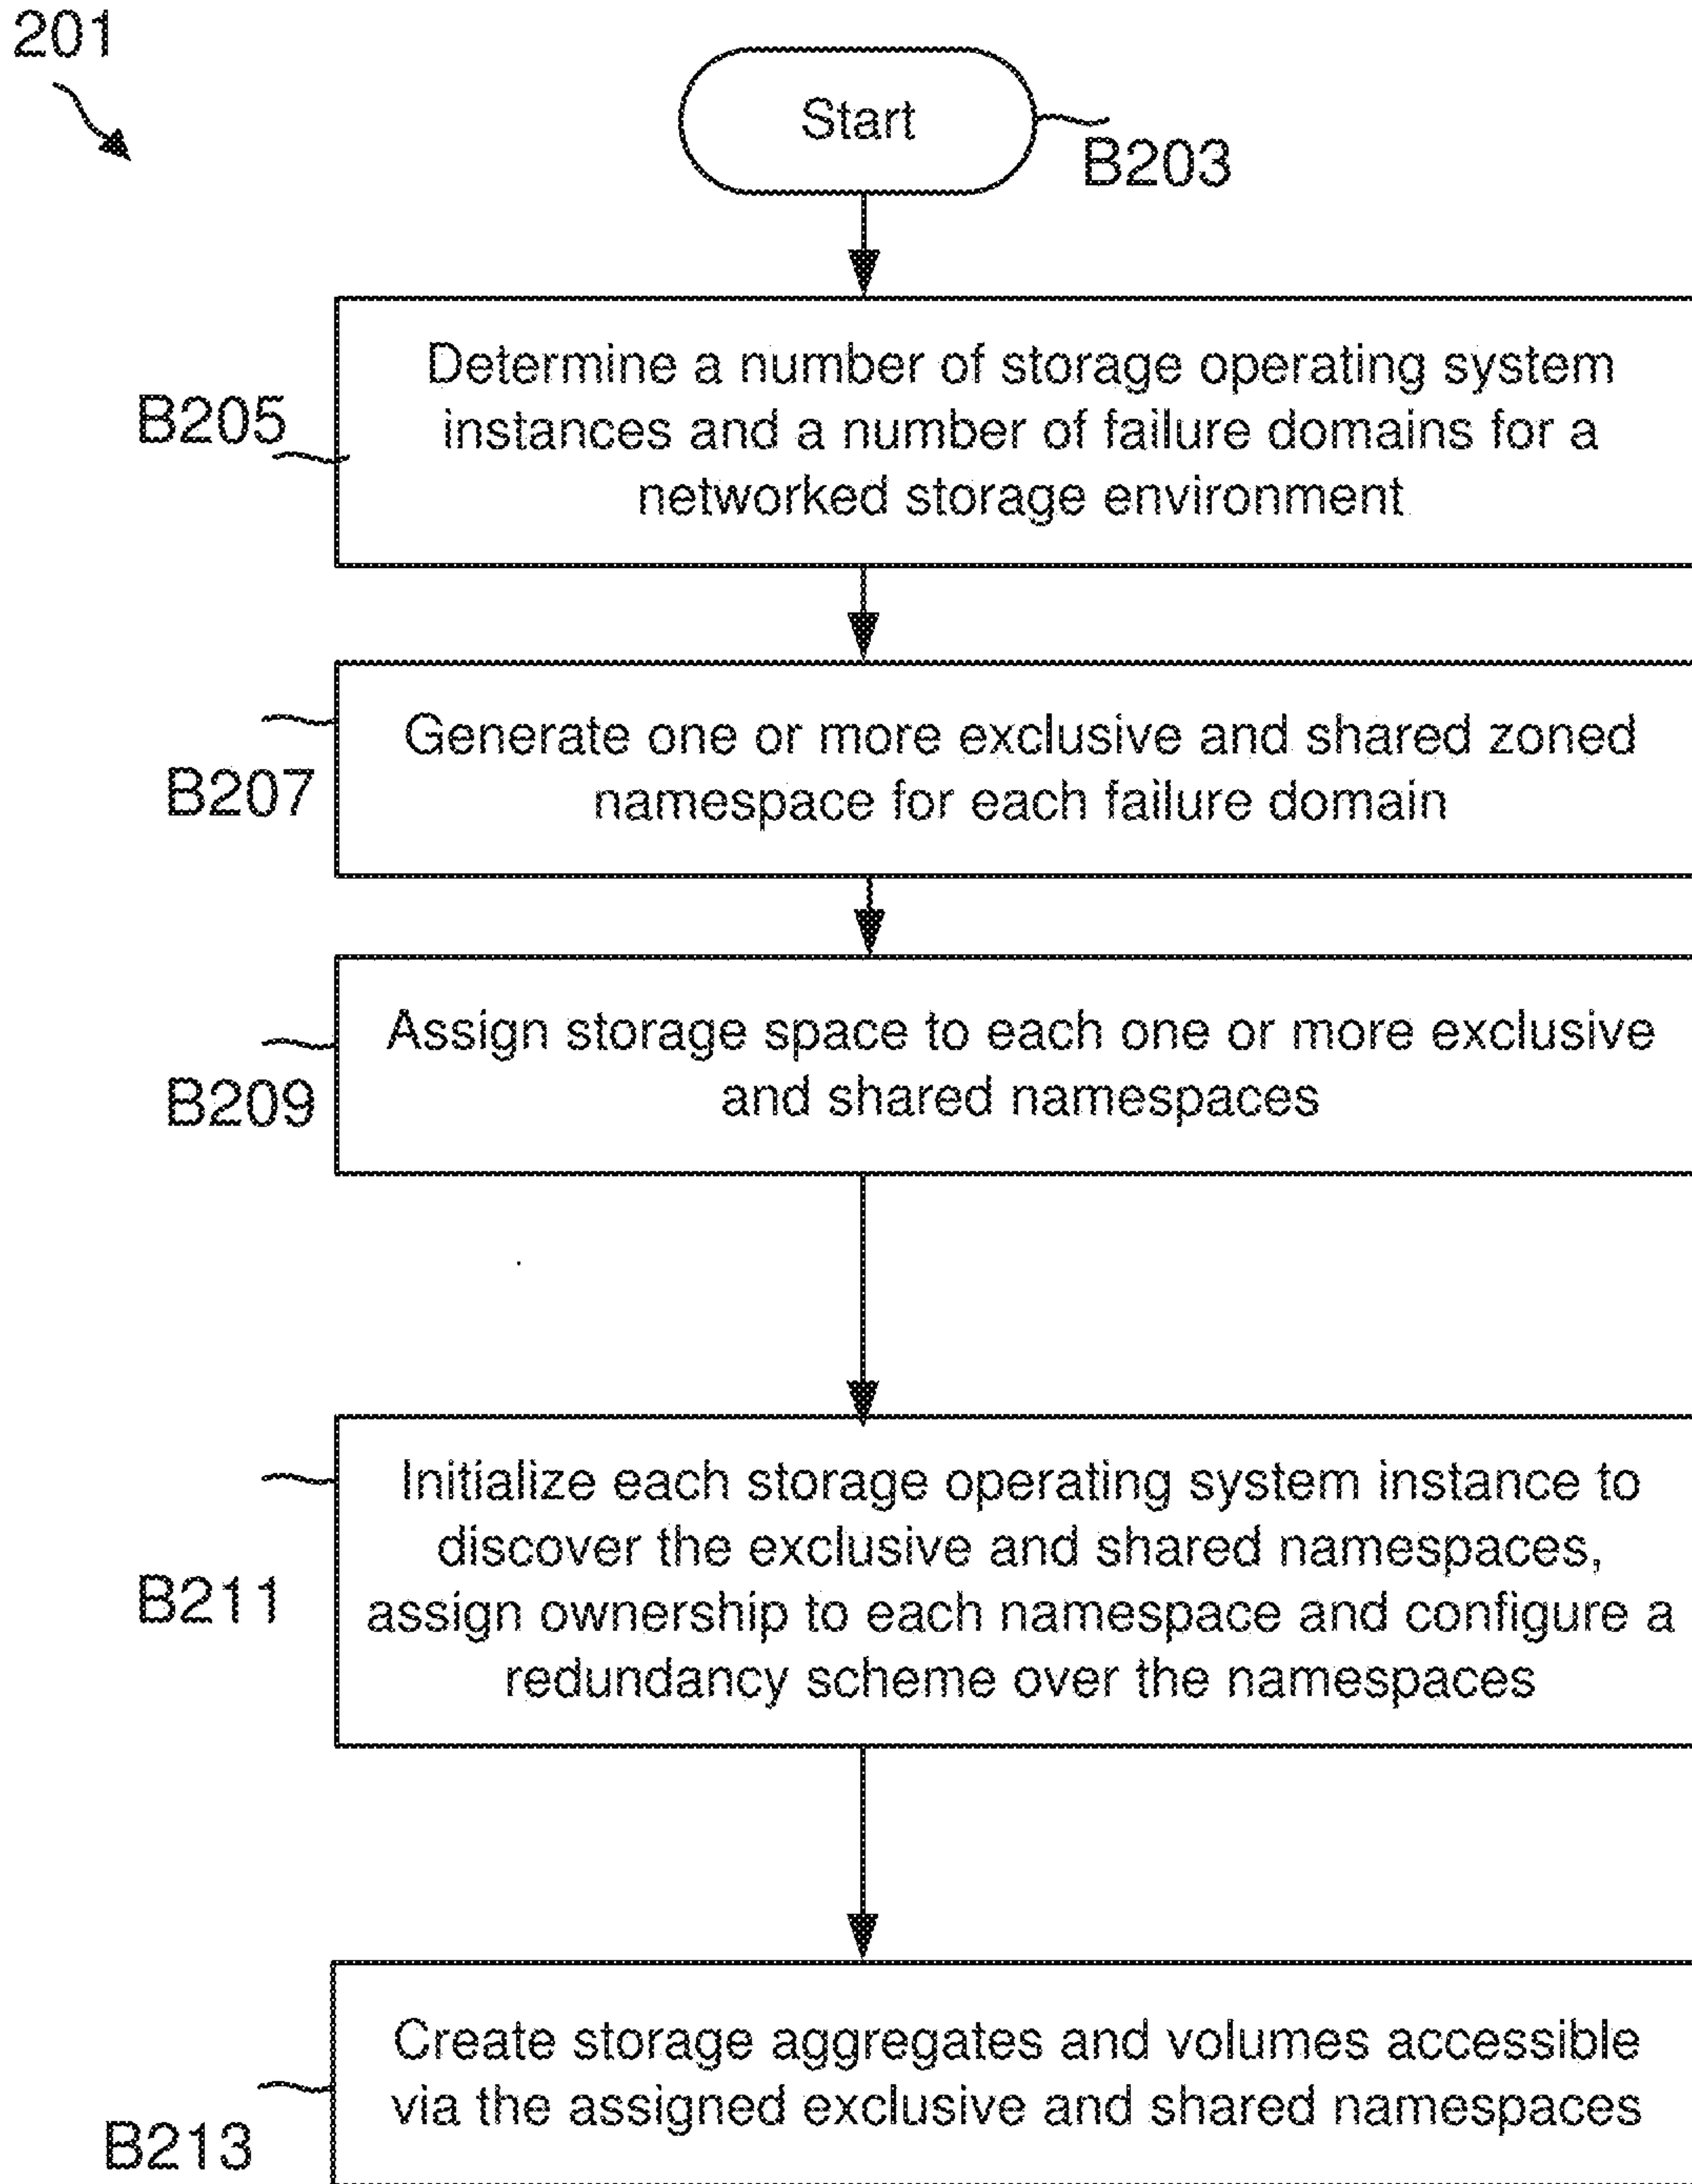 201
Start
B203
Determine a number of storage operating system
instances and a number of failure domains for a
networked storage environment
B205
Generate one or more exclusive and shared zoned
namespace for each failure domain
B207
Assign storage space to each one or more exclusive
and shared namespaces
B209
Initialize each storage operating system instance to
discover the exclusive and shared namespaces,
assign ownership to each namespace and configure a
redundancy scheme over the namespaces
B211
Create storage aggregates and volumes accessible
via the assigned exclusive and shared namespaces
B213